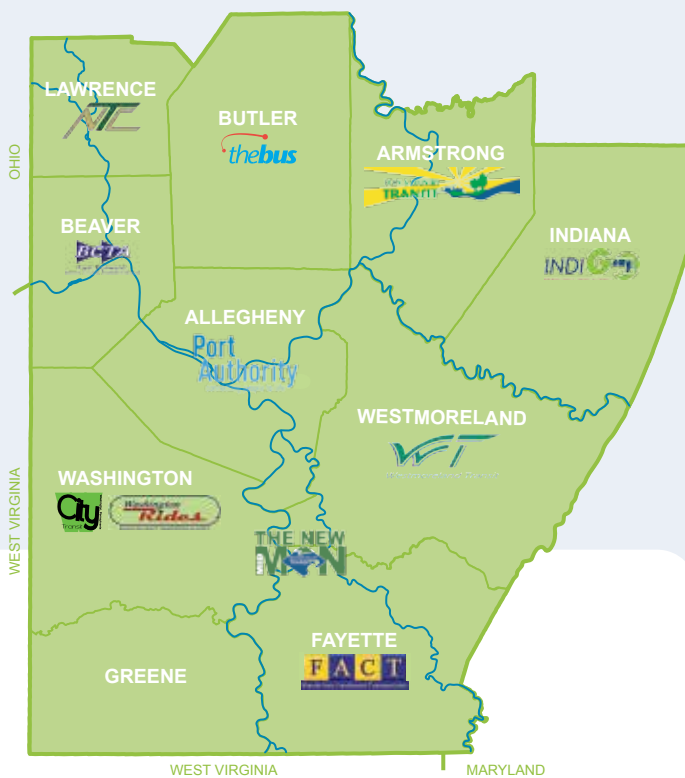 LAWRENCE
NTC
BUTLER
thebus
ARMSTRONG
TRANSIT
OHIO
BEAVER
BCTA
INDIANA
INDIGO
ALLEGHENY
Port
Authority
WESTMORELAND
WCT
WASHINGTON
City
Transit
Washington
Rides
WEST VIRGINIA
THE NEW
MID
MON
FAYETTE
FACT
GREENE
WEST VIRGINIA
MARYLAND